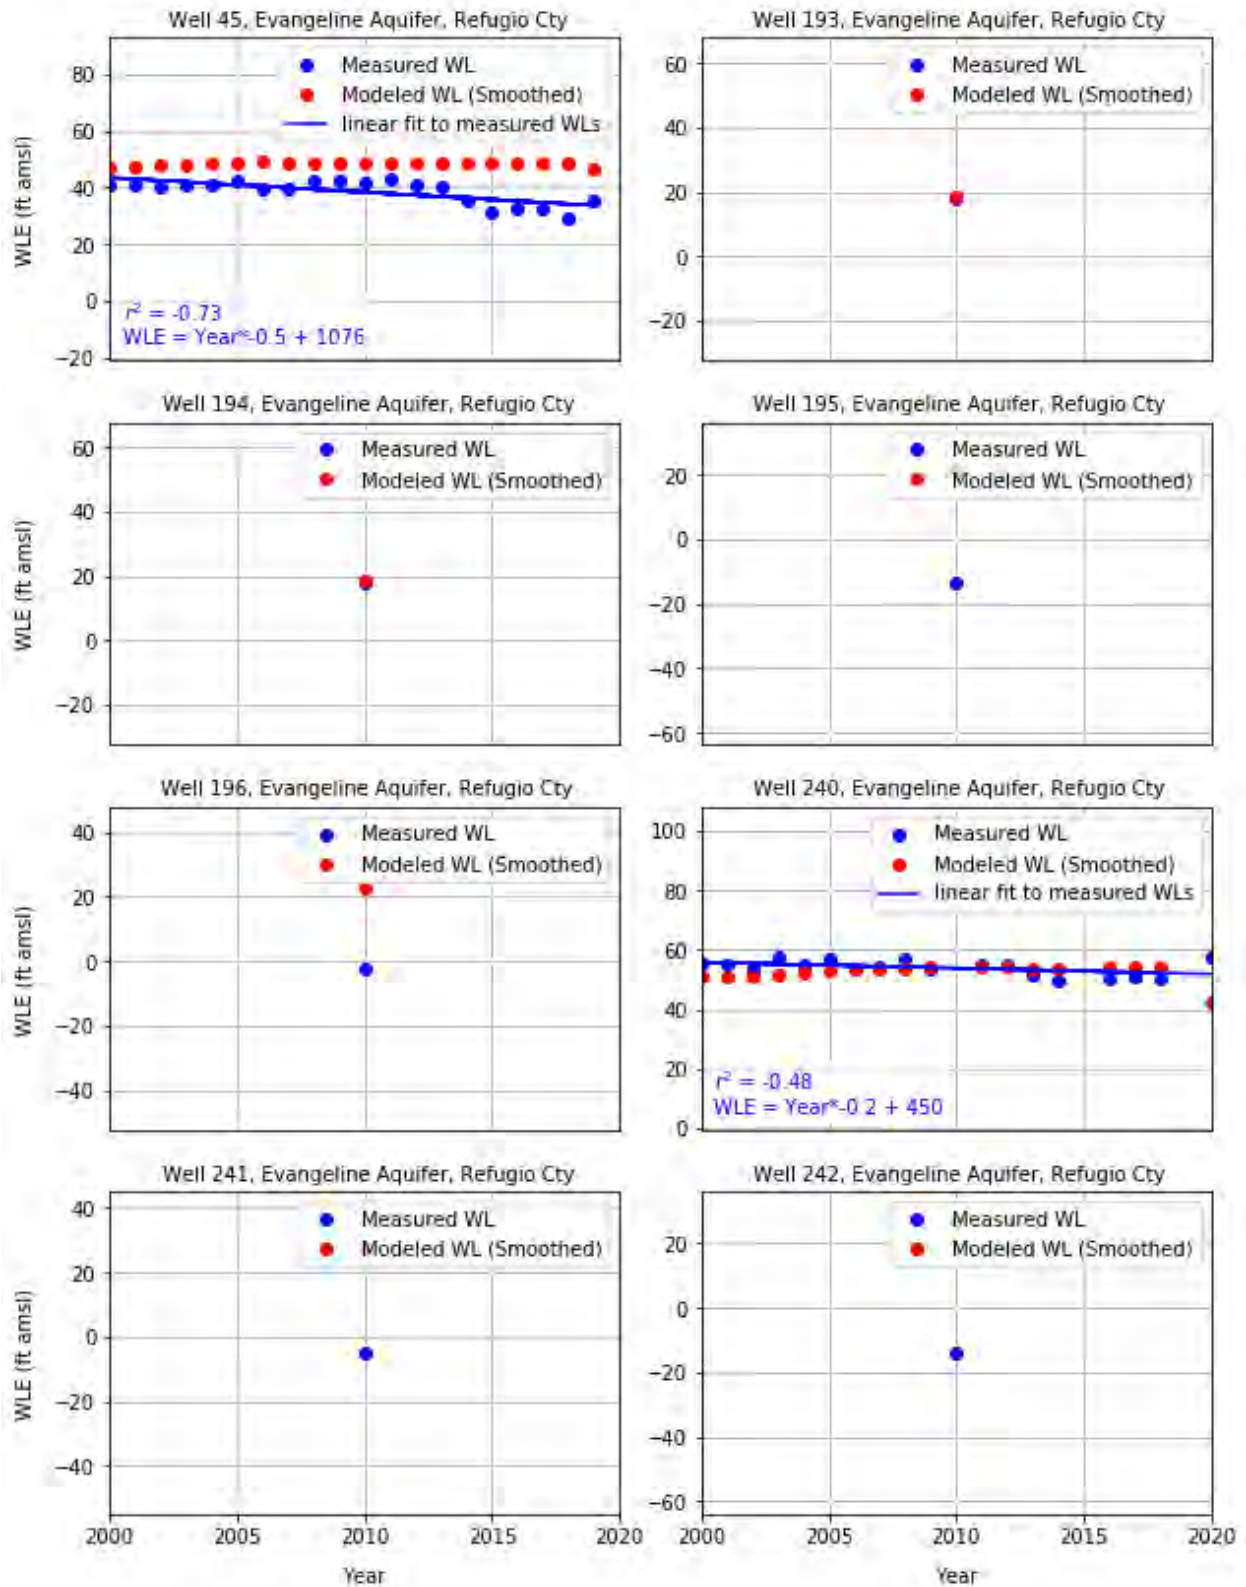 Well 45, Evangeline Aquifer, Refugio Cty
Measured WL
Modeled WL (Smoothed)
linear fit to measured WLs
80
60
40
20
0
−20
WLE (ft amsl)
r² = -0.73
WLE = Year*-0.5 + 1076
Well 193, Evangeline Aquifer, Refugio Cty
Measured WL
Modeled WL (Smoothed)
60
40
20
0
−20
Well 194, Evangeline Aquifer, Refugio Cty
Measured WL
Modeled WL (Smoothed)
60
40
20
0
−20
WLE (ft amsl)
Well 195, Evangeline Aquifer, Refugio Cty
Measured WL
Modeled WL (Smoothed)
20
0
−20
−40
−60
Well 196, Evangeline Aquifer, Refugio Cty
Measured WL
Modeled WL (Smoothed)
40
20
0
−20
−40
WLE (ft amsl)
Well 240, Evangeline Aquifer, Refugio Cty
Measured WL
Modeled WL (Smoothed)
linear fit to measured WLs
100
80
60
40
20
0
r² = -0.48
WLE = Year*-0.2 + 450
Well 241, Evangeline Aquifer, Refugio Cty
Measured WL
Modeled WL (Smoothed)
40
20
0
−20
−40
WLE (ft amsl)
2000 2005 2010 2015 2020
Year
Well 242, Evangeline Aquifer, Refugio Cty
Measured WL
Modeled WL (Smoothed)
20
0
−20
−40
−60
2000 2005 2010 2015 2020
Year